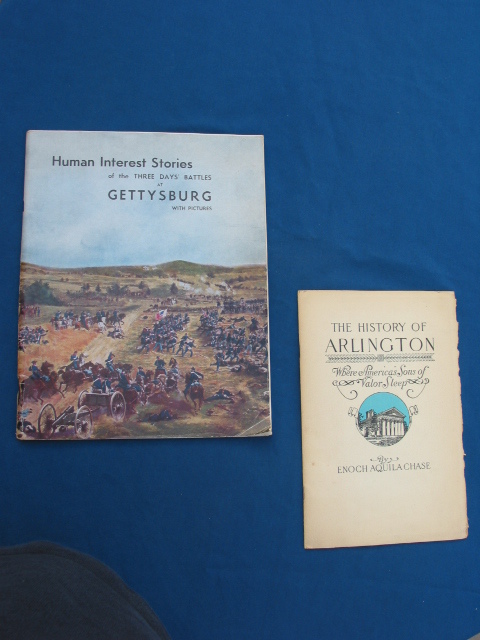 Human Interest Stories
of the THREE DAYS' BATTLES
AT
GETTYSBURG
WITH PICTURES
THE HISTORY OF
ARLINGTON
Where America's Sons of
Valor Sleep
By
ENOCH AQUILA CHASE